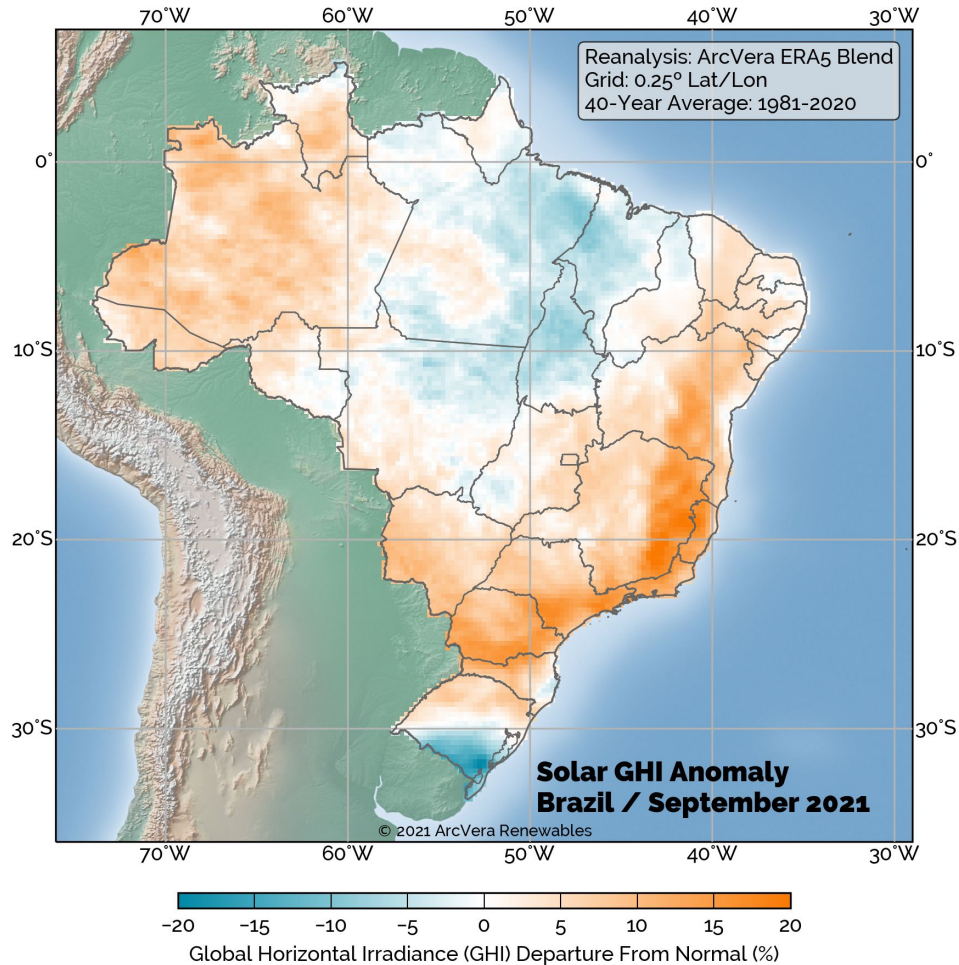 70°W 60°W 50°W 40°W 30°W
Reanalysis: ArcVera ERA5 Blend
Grid: 0.25º Lat/Lon
40-Year Average: 1981-2020
0° 0°
10°S 10°S
20°S 20°S
30°S 30°S
Solar GHI Anomaly
Brazil / September 2021
© 2021 ArcVera Renewables
70°W 60°W 50°W 40°W 30°W
−20 −15 −10 −5 0 5 10 15 20
Global Horizontal Irradiance (GHI) Departure From Normal (%)